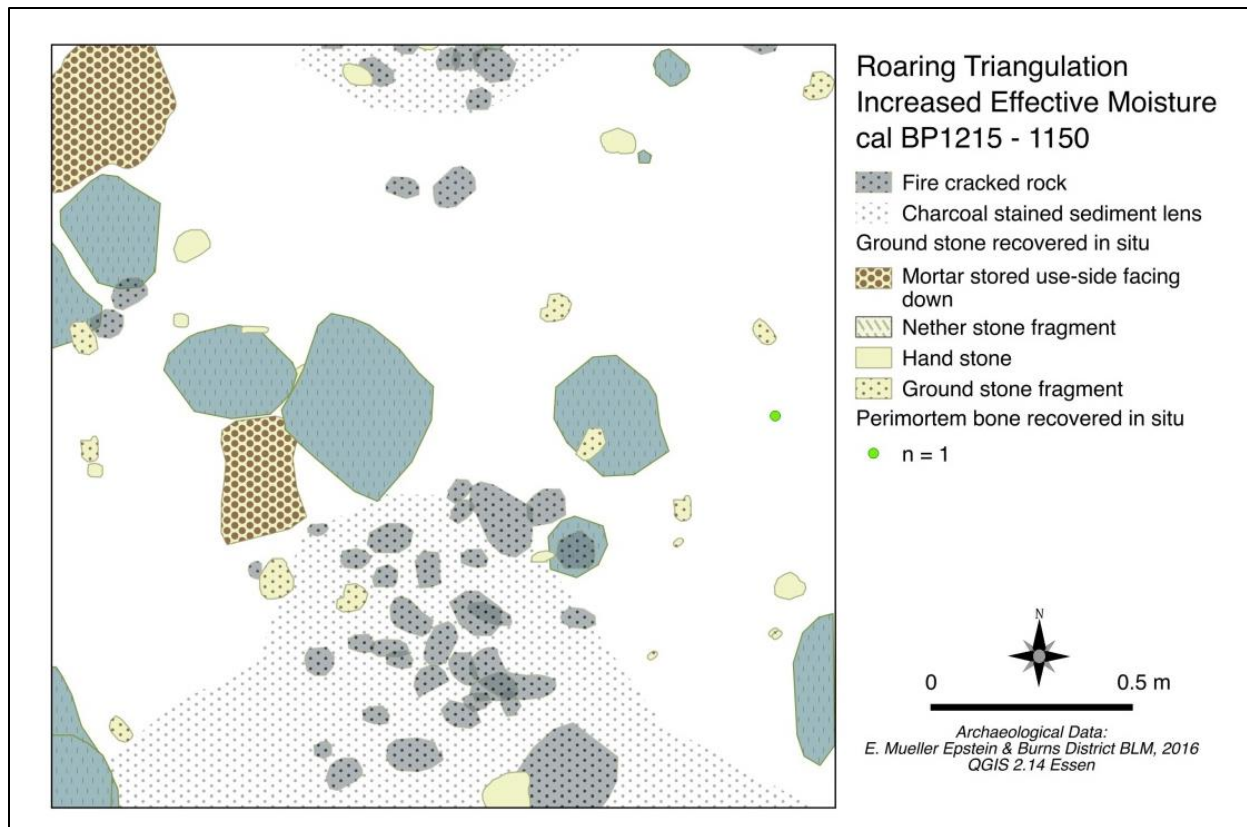 Roaring Triangulation
Increased Effective Moisture
cal BP1215 - 1150
Fire cracked rock
Charcoal stained sediment lens
Ground stone recovered in situ
Mortar stored use-side facing
down
Nether stone fragment
Hand stone
Ground stone fragment
Perimortem bone recovered in situ
n = 1
N
0 0.5 m
Archaeological Data:
E. Mueller Epstein & Burns District BLM, 2016
QGIS 2.14 Essen